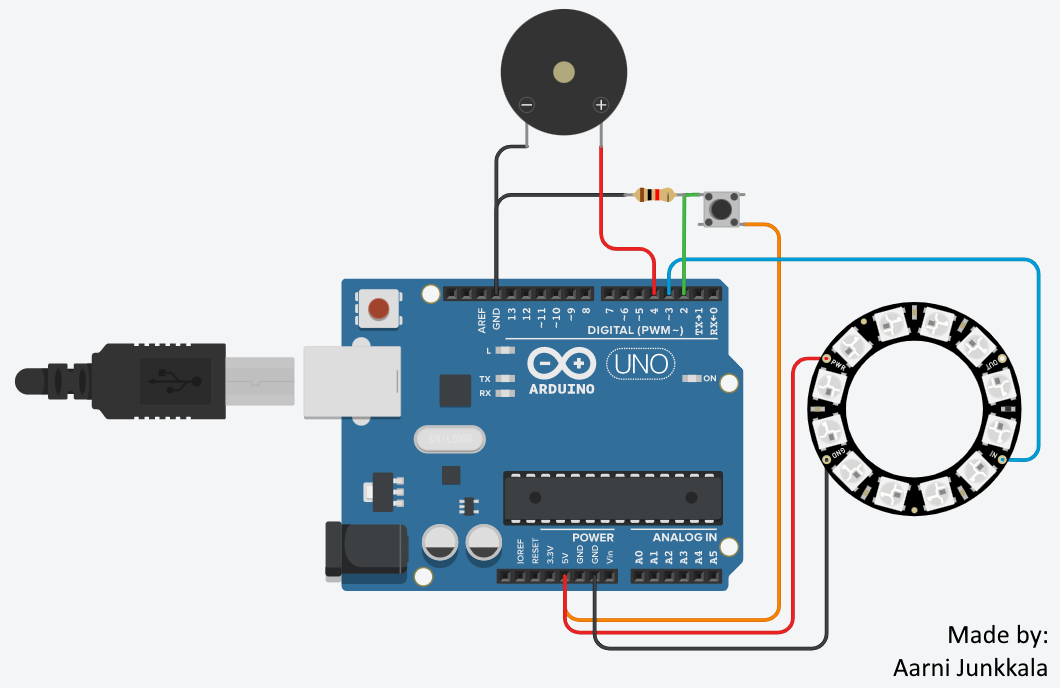 − +
AREF
GND
13
12
~11
~10
~9
8
7
~6
~5
4
~3
2
TX→1
RX←0
DIGITAL (PWM~)
L
TX
RX
UNO
ARDUINO
ON
PWR
OUT
GND
IN
POWER
ANALOG IN
IOREF
RESET
3.3V
5V
GND
GND
Vin
A0
A1
A2
A3
A4
A5
Made by:
Aarni Junkkala